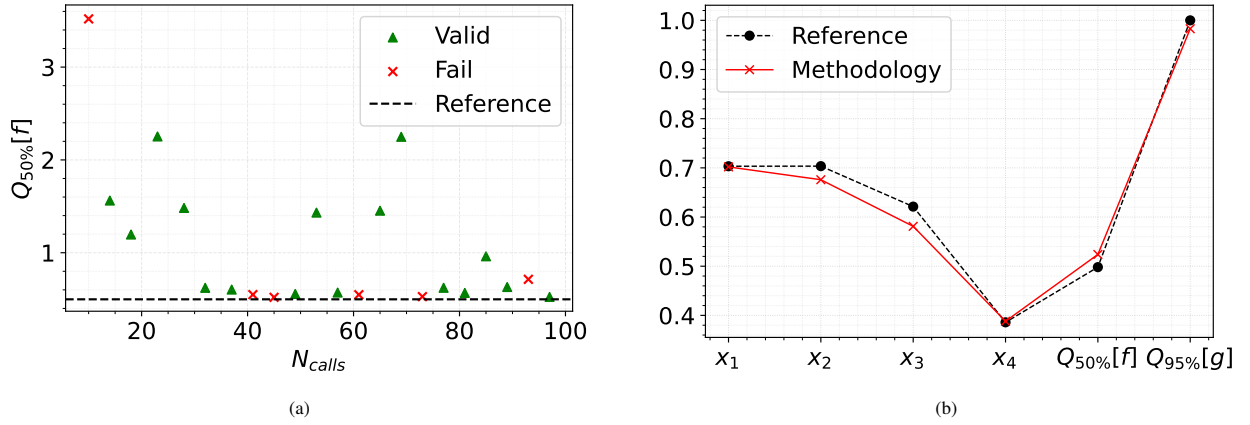 3
2
1
Q50%[f]
Valid
Fail
Reference
20
40
60
80
100
Ncalls
(a)
1.0
0.9
0.8
0.7
0.6
0.5
0.4
Reference
Methodology
x1
x2
x3
x4
Q50%[f]
Q95%[g]
(b)